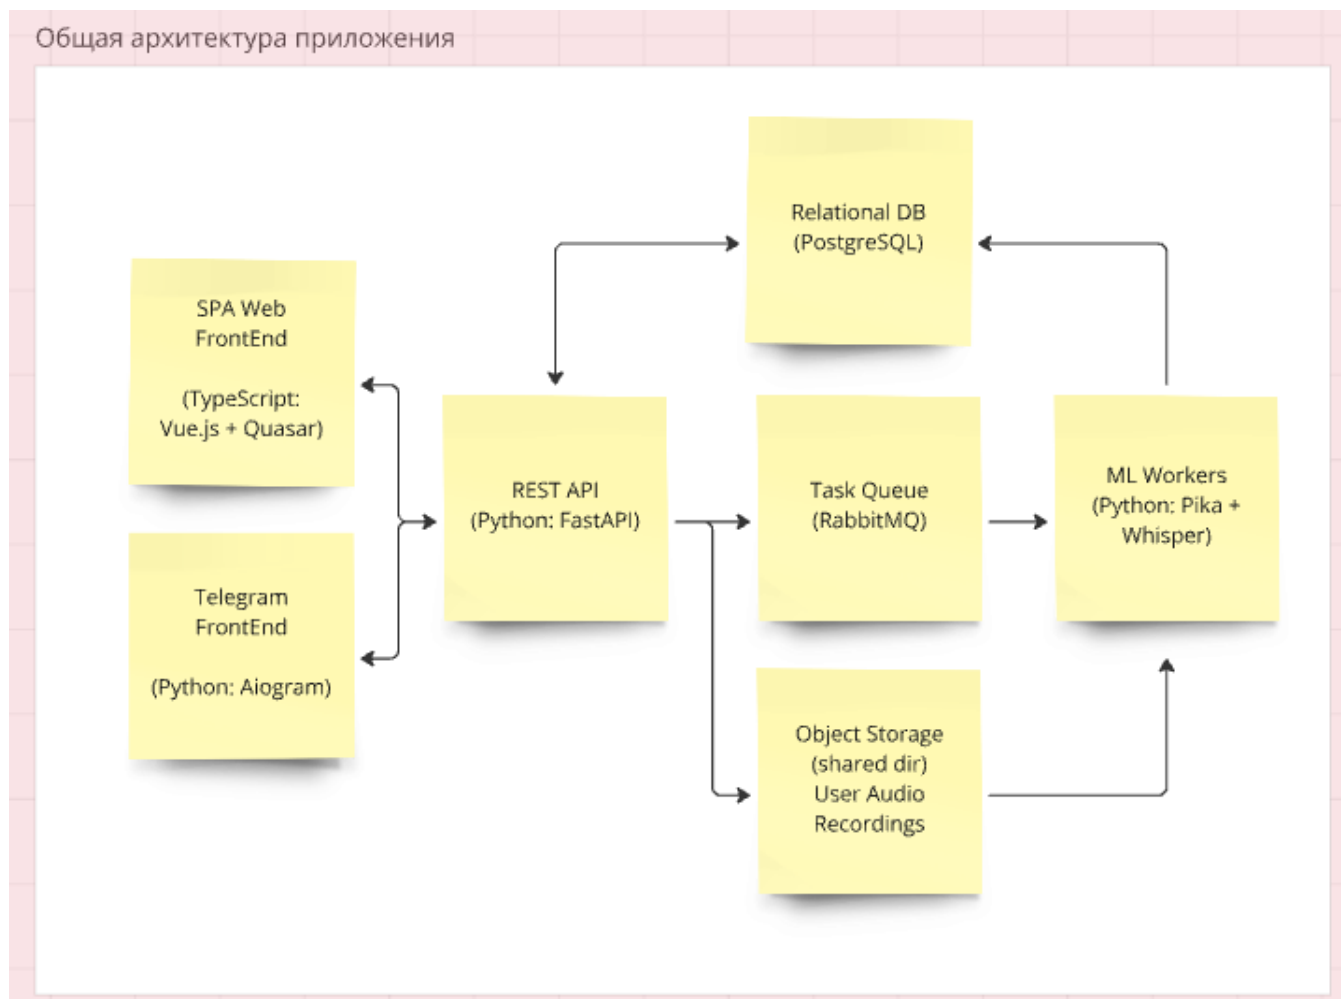 Общая архитектура приложения
Relational DB
(PostgreSQL)
SPA Web
FrontEnd
(TypeScript:
Vue.js + Quasar)
REST API
(Python: FastAPI)
Task Queue
(RabbitMQ)
ML Workers
(Python: Pika +
Whisper)
Telegram
FrontEnd
(Python: Aiogram)
Object Storage
(shared dir)
User Audio
Recordings